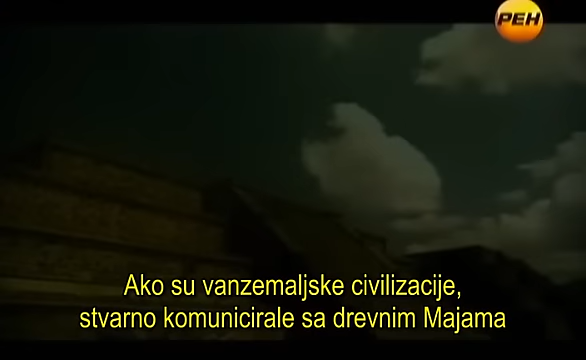 РЕН
Ako su vanzemaljske civilizacije,
stvarno komunicirale sa drevnim Majama